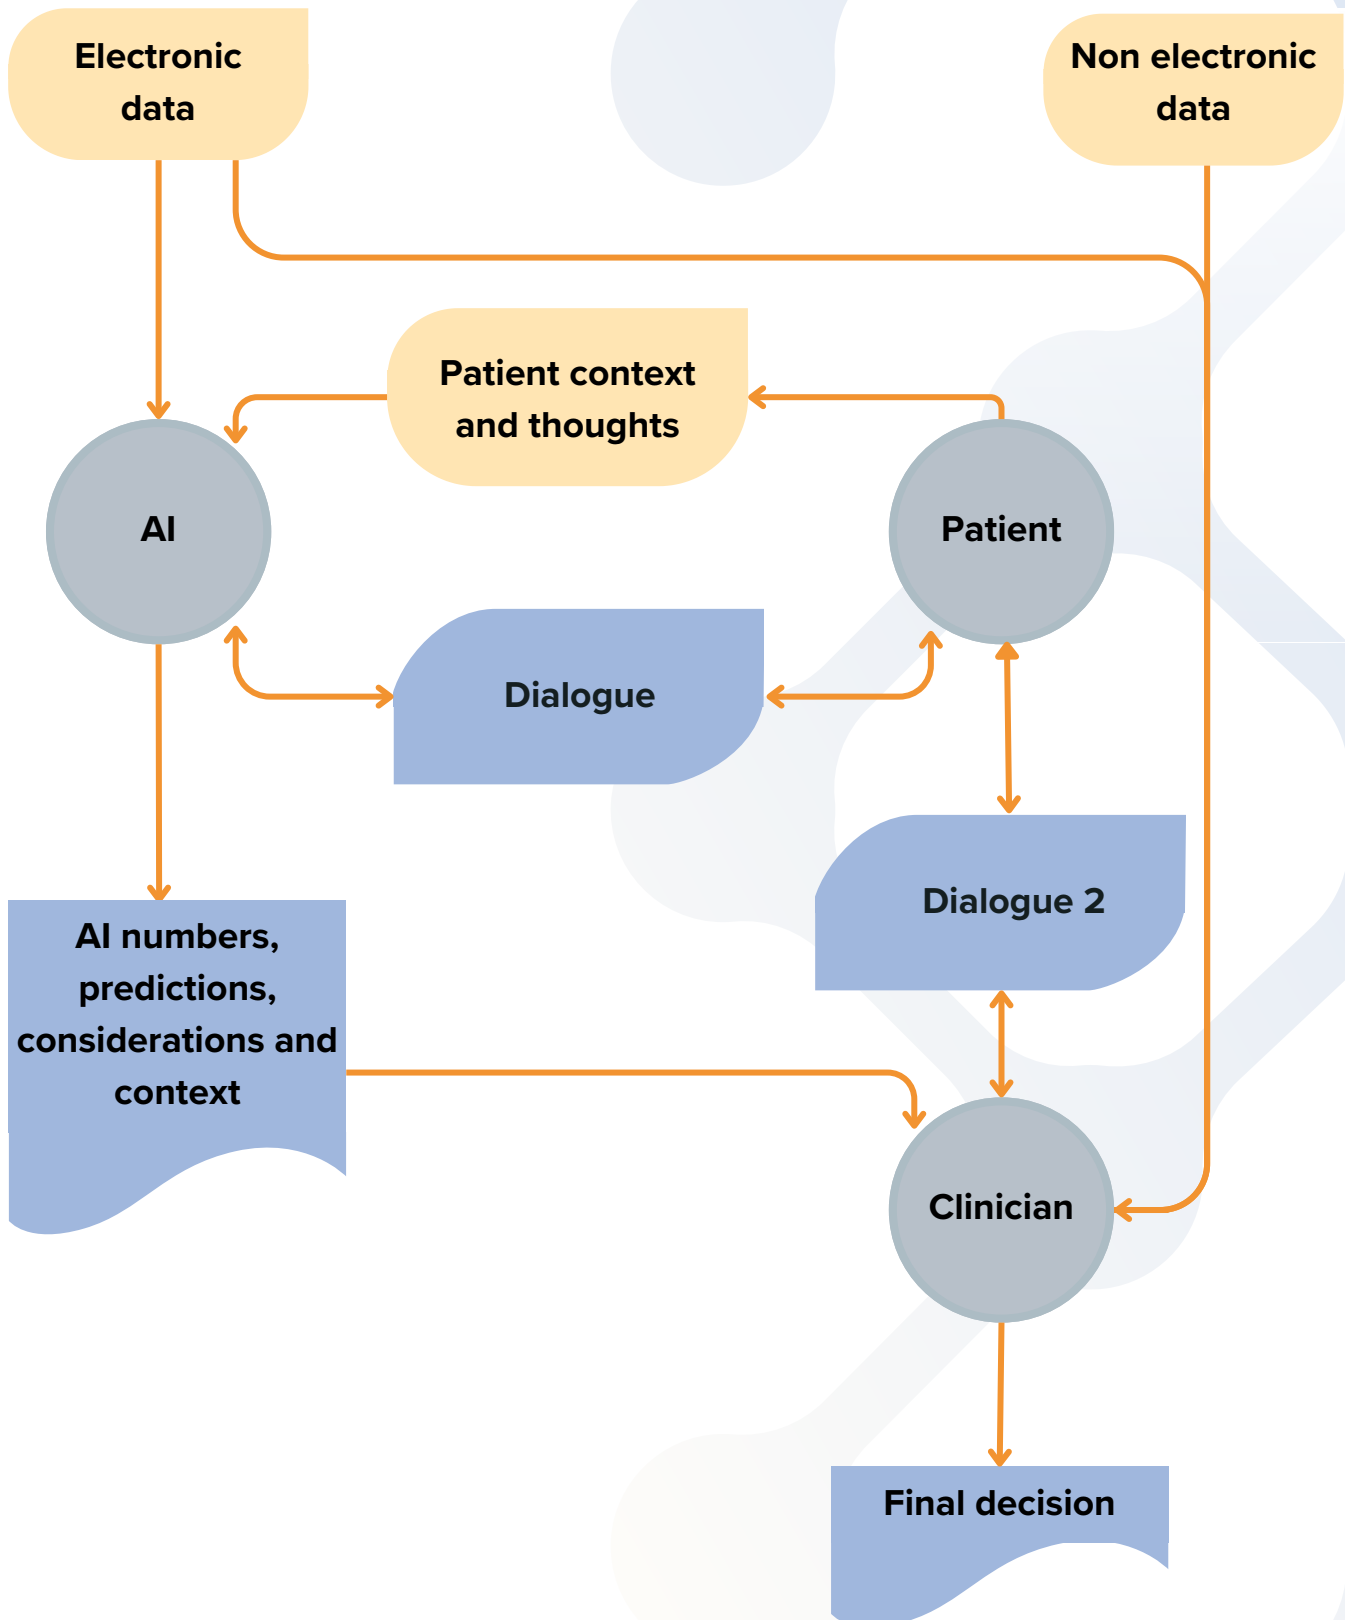 Electronic
data
Non electronic
data
Patient context
and thoughts
AI
Patient
Dialogue
Dialogue 2
AI numbers,
predictions,
considerations and
context
Clinician
Final decision